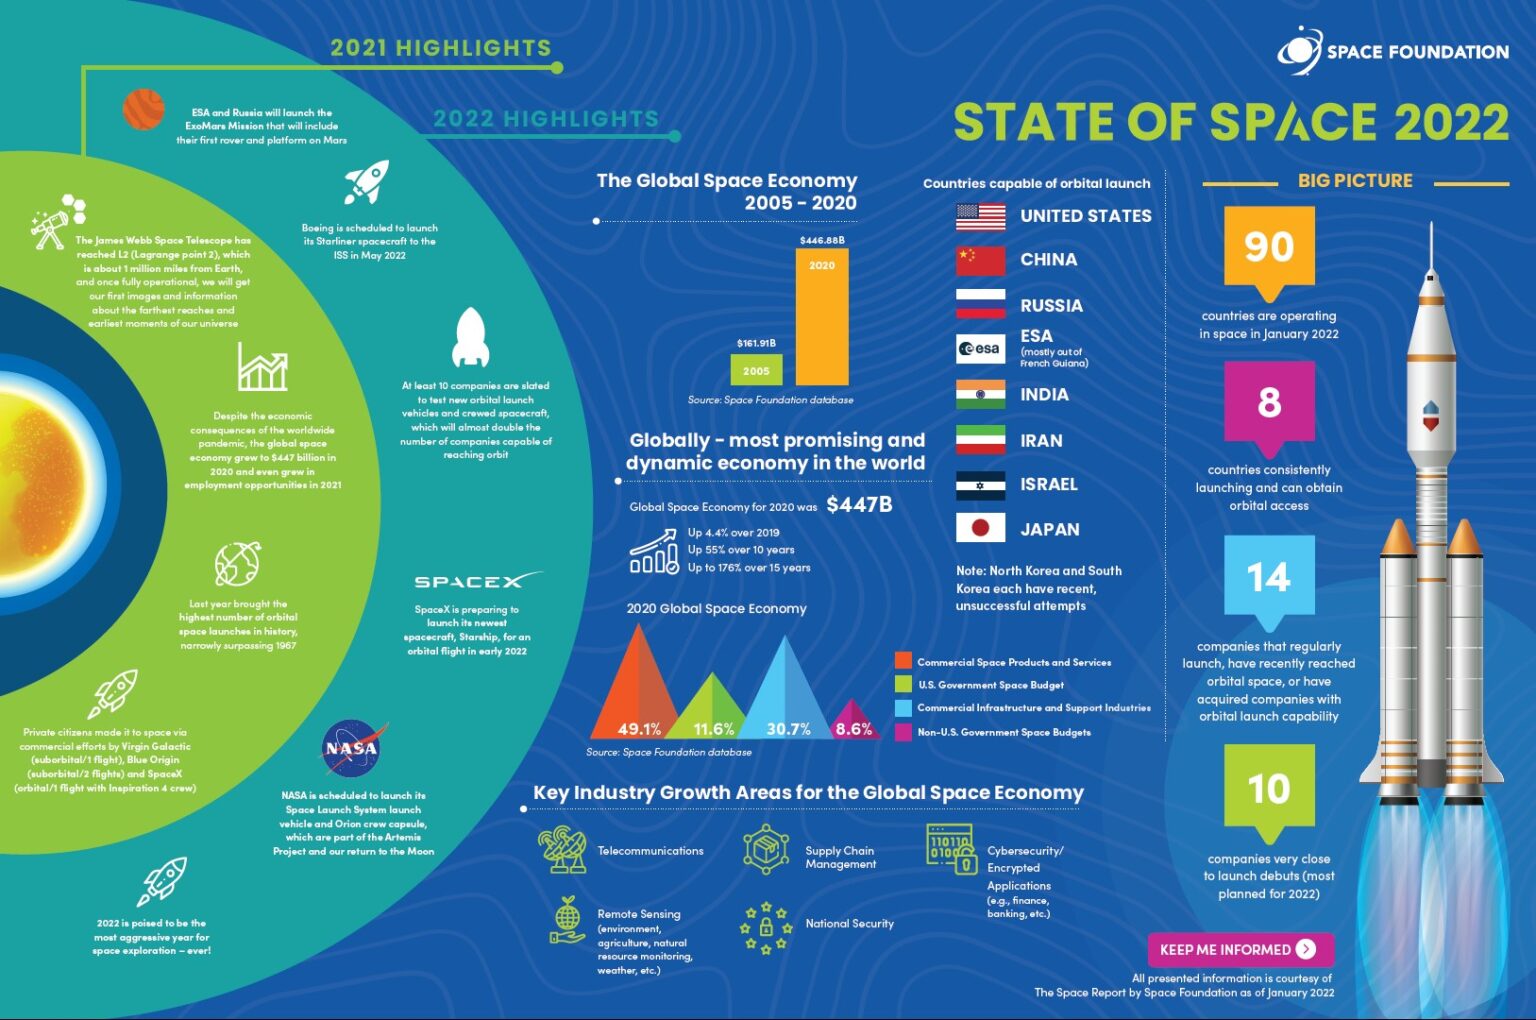 2021 HIGHLIGHTS
2022 HIGHLIGHTS
SPACE FOUNDATION
STATE OF SPACE 2022
ESA and Russia will launch the
ExoMars Mission that will include
their first rover and platform on Mars
Boeing is scheduled to launch
its Starliner spacecraft to the
ISS in May 2022
At least 10 companies are slated
to test new orbital launch
vehicles and crewed spacecraft,
which will almost double the
number of companies capable of
reaching orbit
SPACEX
SpaceX is preparing to
launch its newest
spacecraft, Starship, for an
orbital flight in early 2022
NASA
NASA is scheduled to launch its
Space Launch System launch
vehicle and Orion crew capsule,
which are part of the Artemis
Project and our return to the Moon
2022 is poised to be the
most aggressive year for
space exploration – ever!
The James Webb Space Telescope has
reached L2 (Lagrange point 2), which
is about 1 million miles from Earth,
and once fully operational, we will get
our first images and information
about the farthest reaches and
earliest moments of our universe
Despite the economic
consequences of the worldwide
pandemic, the global space
economy grew to $447 billion in
2020 and even grew in
employment opportunities in 2021
Last year brought the
highest number of orbital
space launches in history,
narrowly surpassing 1967
Private citizens made it to space via
commercial efforts by Virgin Galactic
(suborbital/1 flight), Blue Origin
(suborbital/2 flights) and SpaceX
(orbital/1 flight with Inspiration 4 crew)
The Global Space Economy
2005 – 2020
$446.88B
2020
$161.91B
2005
Source: Space Foundation database
Globally – most promising and
dynamic economy in the world
Global Space Economy for 2020 was $447B
Up 4.4% over 2019
Up 55% over 10 years
Up to 176% over 15 years
2020 Global Space Economy
49.1%
11.6%
30.7%
8.6%
Source: Space Foundation database
Commercial Space Products and Services
U.S. Government Space Budget
Commercial Infrastructure and Support Industries
Non-U.S. Government Space Budgets
Key Industry Growth Areas for the Global Space Economy
Telecommunications
Remote Sensing
(environment,
agriculture, natural
resource monitoring,
weather, etc.)
Supply Chain
Management
National Security
110110
0100
Cybersecurity/
Encrypted
Applications
(e.g., finance,
banking, etc.)
Countries capable of orbital launch
UNITED STATES
CHINA
RUSSIA
esa
ESA
(mostly out of
French Guiana)
INDIA
IRAN
ISRAEL
JAPAN
Note: North Korea and South
Korea each have recent,
unsuccessful attempts
BIG PICTURE
90
countries are operating
in space in January 2022
8
countries consistently
launching and can obtain
orbital access
14
companies that regularly
launch, have recently reached
orbital space, or have
acquired companies with
orbital launch capability
10
companies very close
to launch debuts (most
planned for 2022)
KEEP ME INFORMED
All presented information is courtesy of
The Space Report by Space Foundation as of January 2022